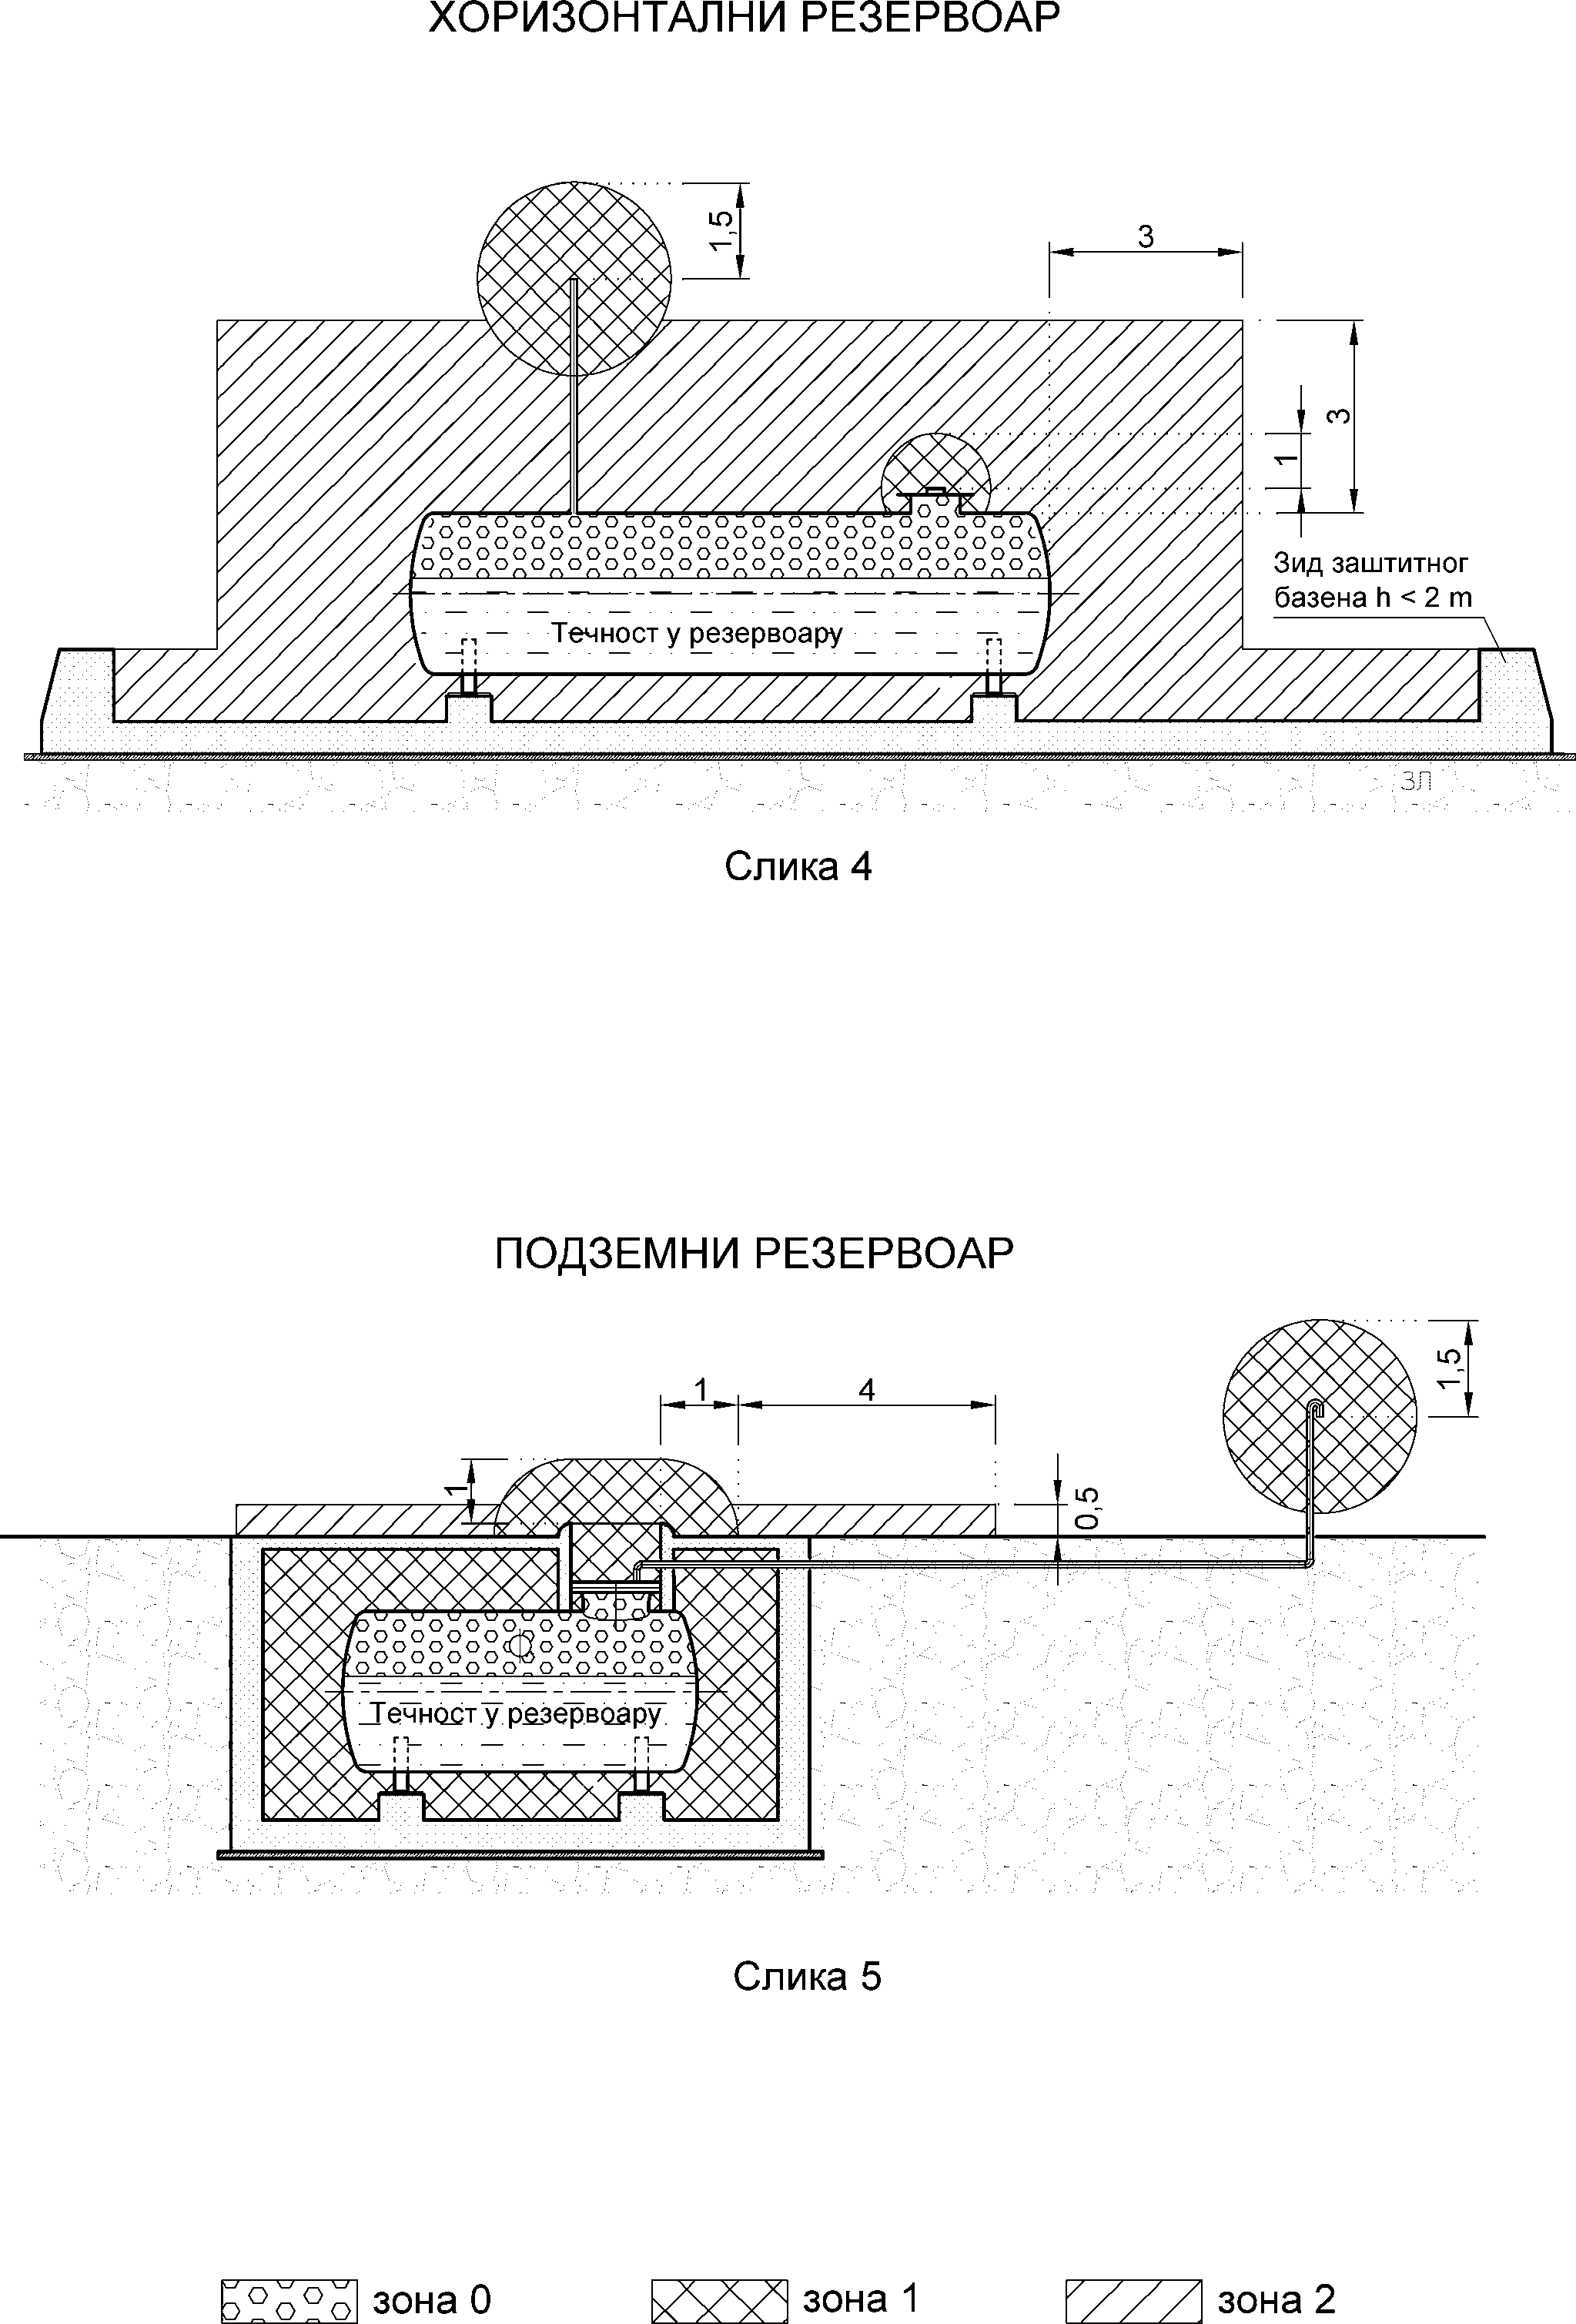 ХОРИЗОНТАЛНИ РЕЗЕРВОАР
1,5
3
3
1
Зид заштитног
базена h < 2 m
Течност у резервоару
ЗЛ
Слика 4
ПОДЗЕМНИ РЕЗЕРВОАР
1,5
1
4
1
0,5
Течност у резервоару
Слика 5
зона 0
зона 1
зона 2